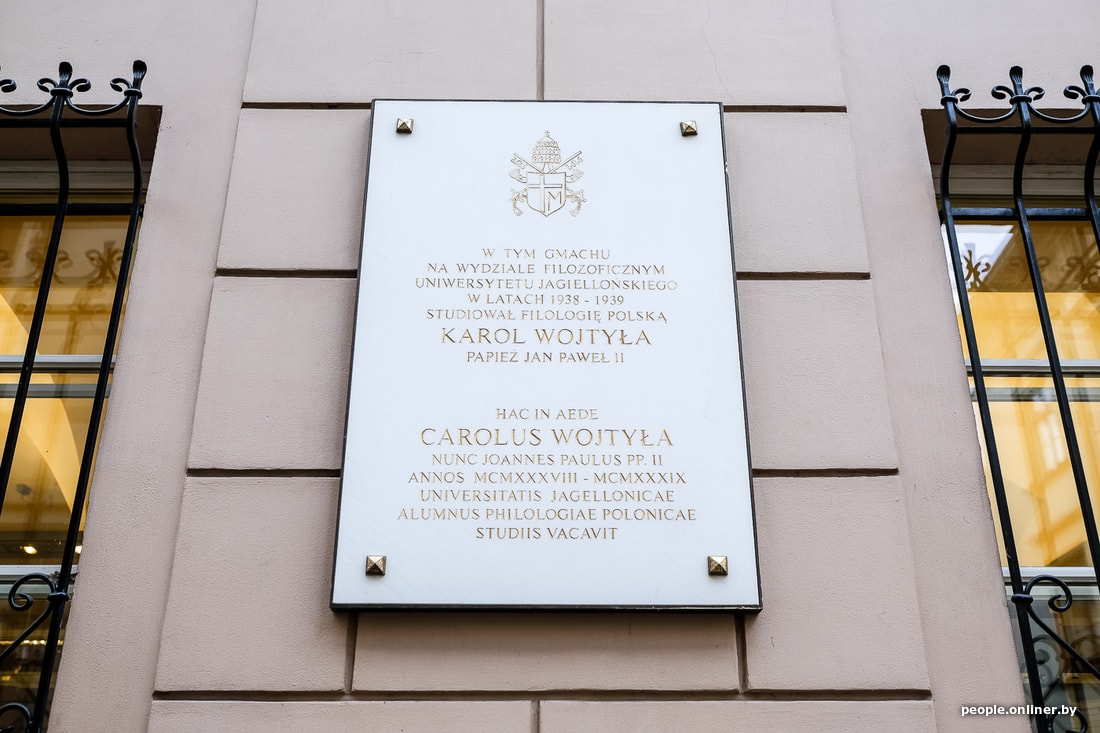 M
W TYM GMACHU
NA WYDZIALE FILOZOFICZNYM
UNIWERSYTETU JAGIELLOŃSKIEGO
W LATACH 1938 - 1939
STUDIOWAŁ FILOLOGIĘ POLSKĄ
KAROL WOJTYŁA
PAPIEŻ JAN PAWEŁ II
HAC IN AEDE
CAROLUS WOJTYŁA
NUNC JOANNES PAULUS PP. II
ANNOS MCMXXXVIII - MCMXXXIX
UNIVERSITATIS JAGELLONICAE
ALUMNUS PHILOLOGIAE POLONICAE
STUDIIS VACAVIT
people.onliner.by